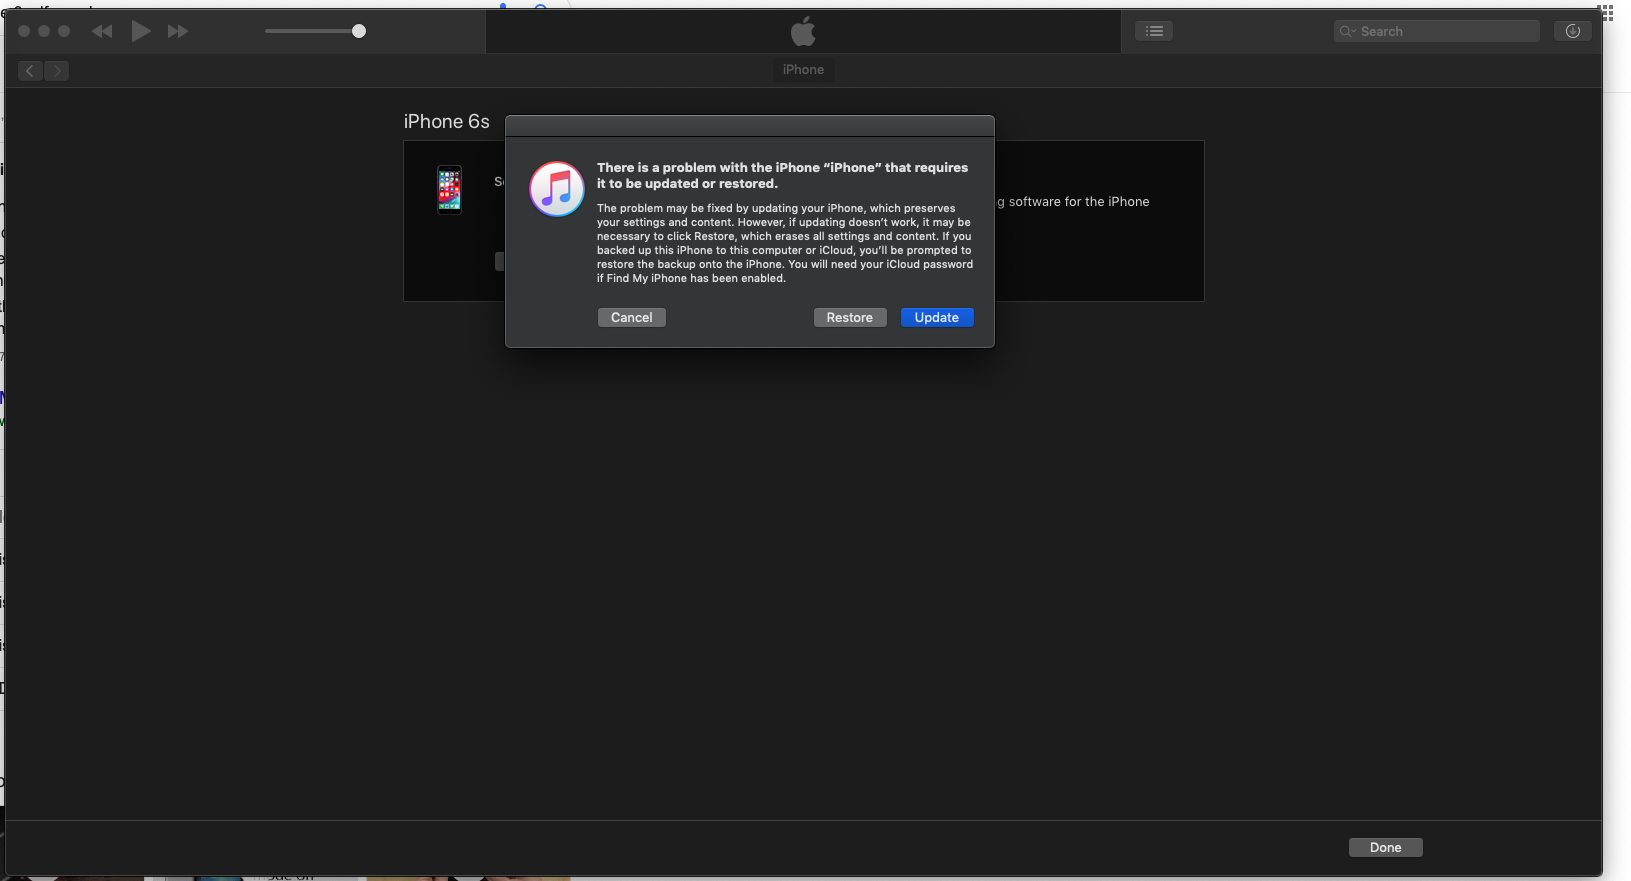 Search
iPhone
iPhone 6s
There is a problem with the iPhone “iPhone” that requires
it to be updated or restored.
The problem may be fixed by updating your iPhone, which preserves
your settings and content. However, if updating doesn’t work, it may be
necessary to click Restore, which erases all settings and content. If you
backed up this iPhone to this computer or iCloud, you’ll be prompted to
restore the backup onto the iPhone. You will need your iCloud password
if Find My iPhone has been enabled.
software for the iPhone
Cancel
Restore
Update
Done